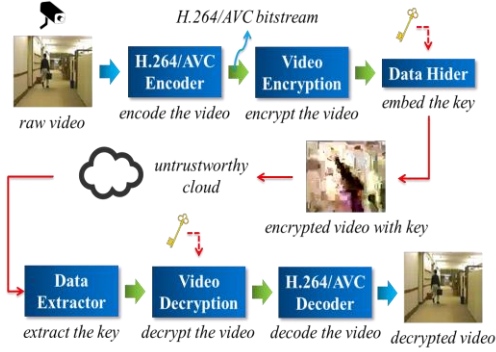 H.264/AVC bitstream
H.264/AVC
Encoder
Video
Encryption
Data Hider
raw video
encode the video
encrypt the video
embed the key
untrustworthy
cloud
encrypted video with key
Data
Extractor
Video
Decryption
H.264/AVC
Decoder
extract the key
decrypt the video
decode the video
decrypted video